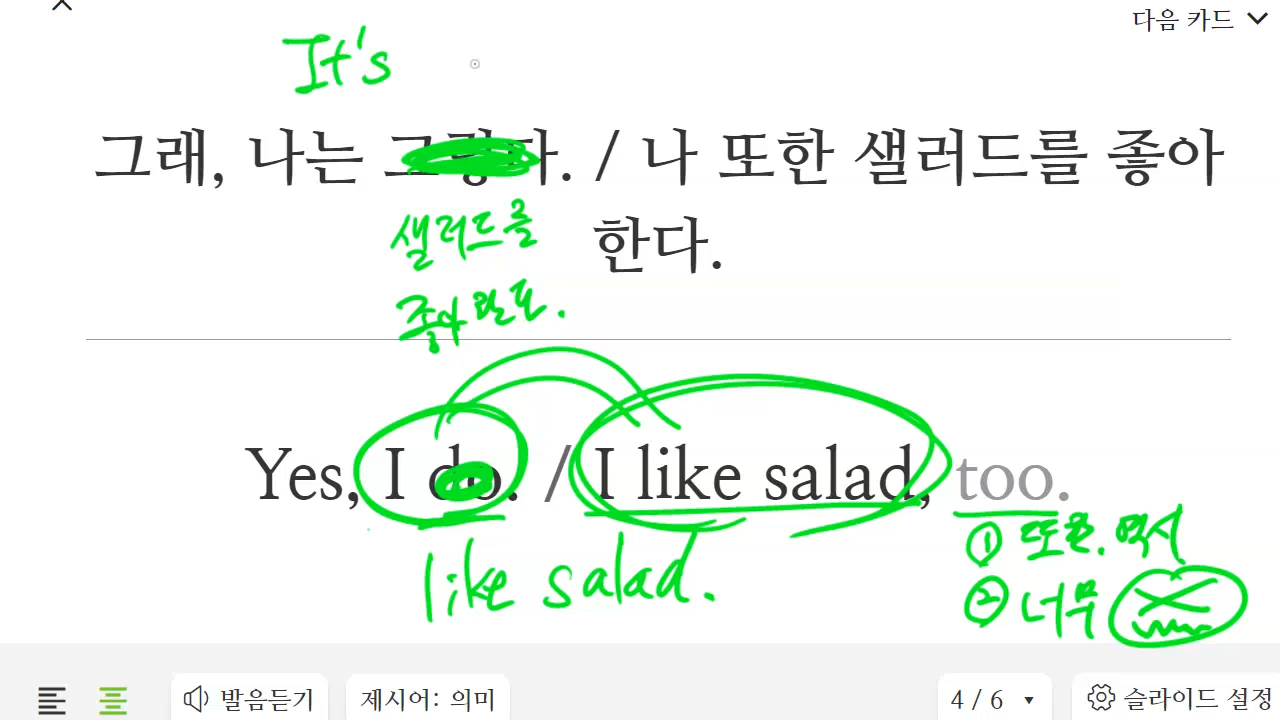 다음 카드
It's
그래, 나는 그렇다. / 나 또한 샐러드를 좋아
한다.
샐러드를
좋아한다.
Yes, I do. / I like salad, too.
like salad.
① 또한. 역시
② 너무
발음듣기
제시어: 의미
4 / 6
슬라이드 설정